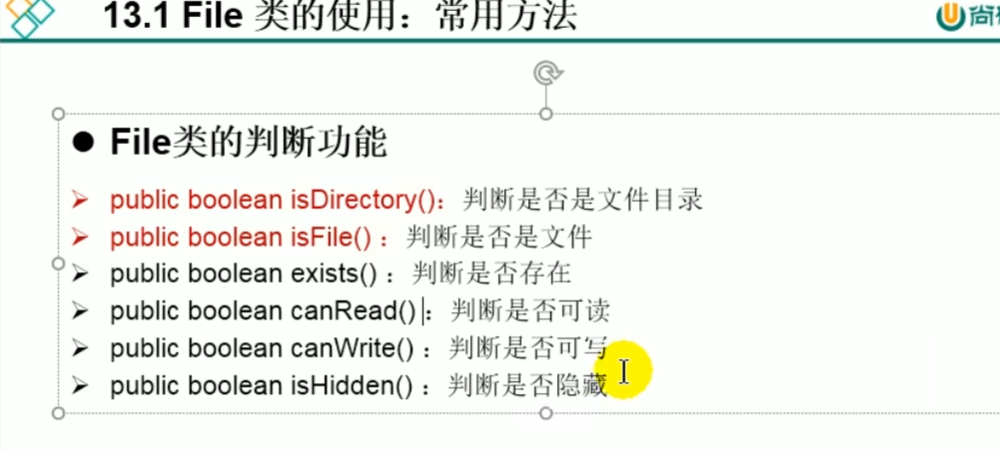 13.1 File 类的使用：常用方法
尚
File类的判断功能
public boolean isDirectory()：判断是否是文件目录
public boolean isFile() ：判断是否是文件
public boolean exists() ：判断是否存在
public boolean canRead() ：判断是否可读
public boolean canWrite() ：判断是否可写
public boolean isHidden() ：判断是否隐藏